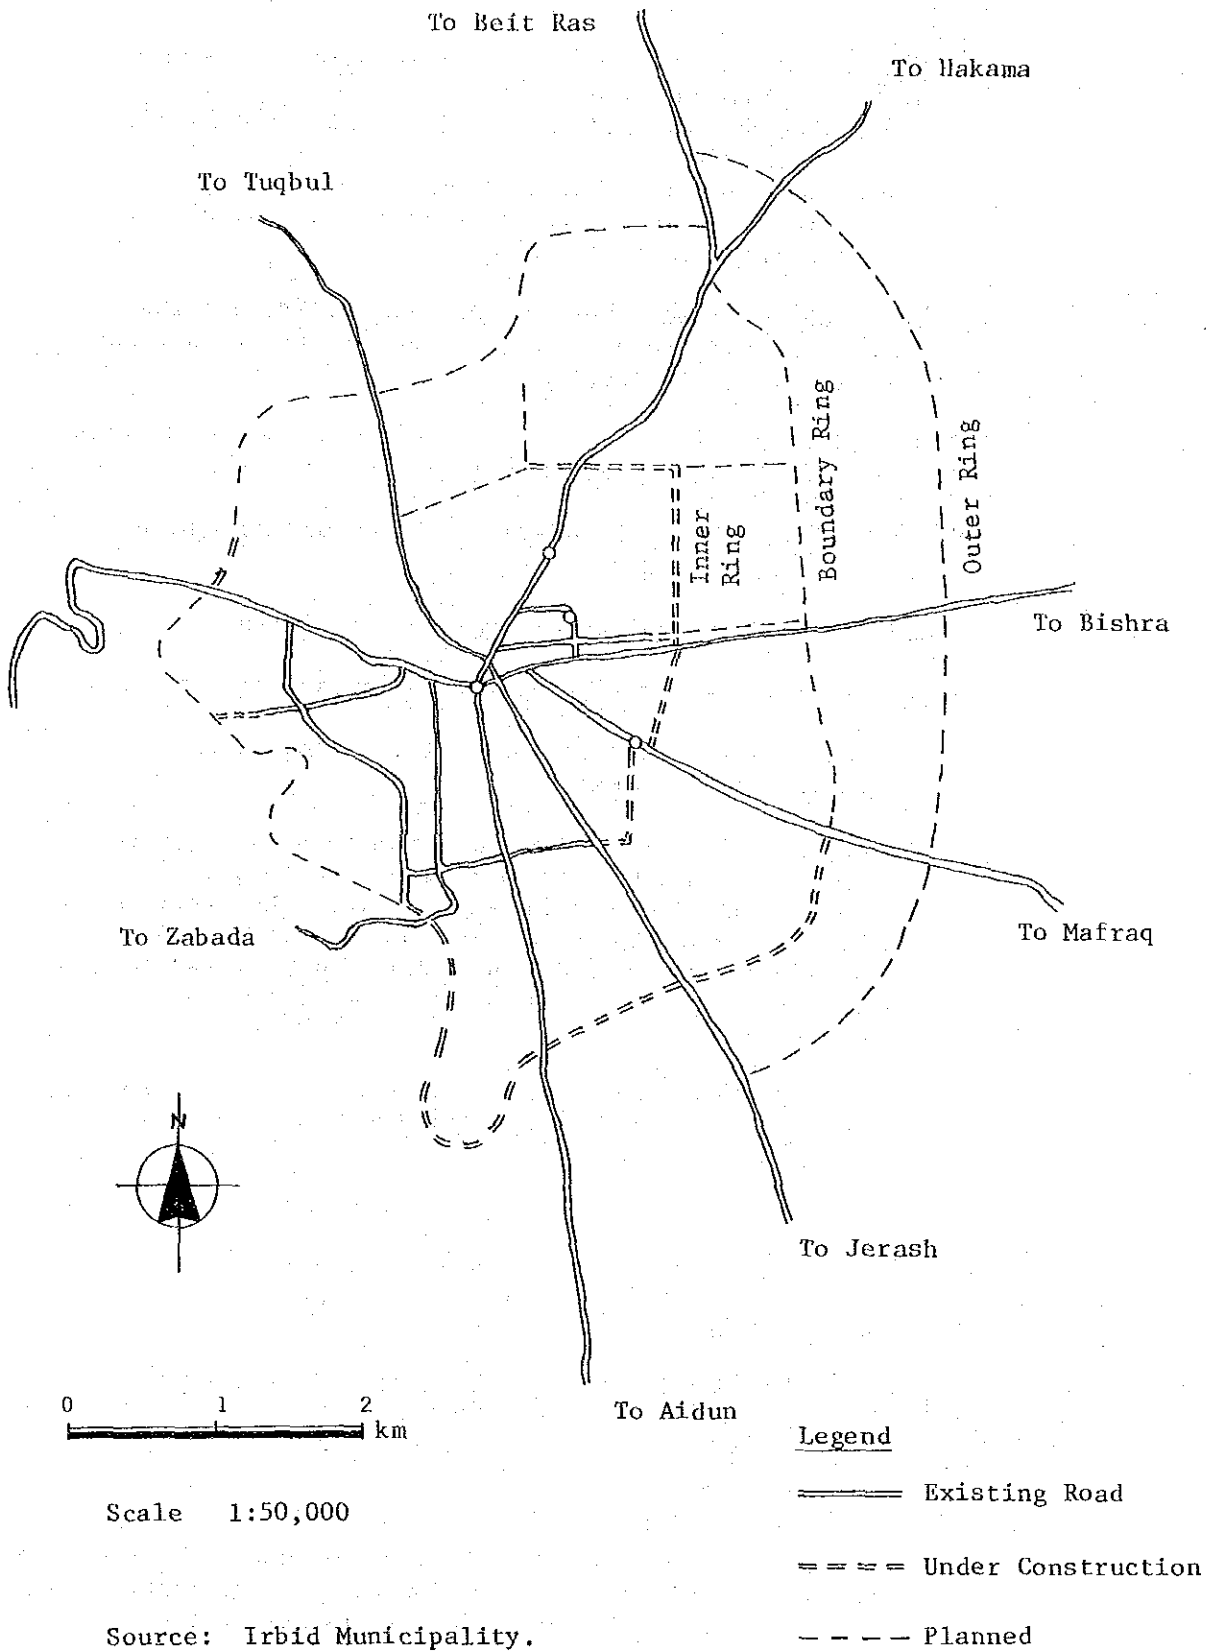 To Beit Ras
To Hakama
To Tuqbul
Inner
Ring
Boundary Ring
Outer Ring
To Bishra
To Zabada
To Mafraq
N
To Jerash
To Aidun
0 1 2
km
Legend
Existing Road
Scale 1:50,000
Under Construction
Source: Irbid Municipality.
Planned